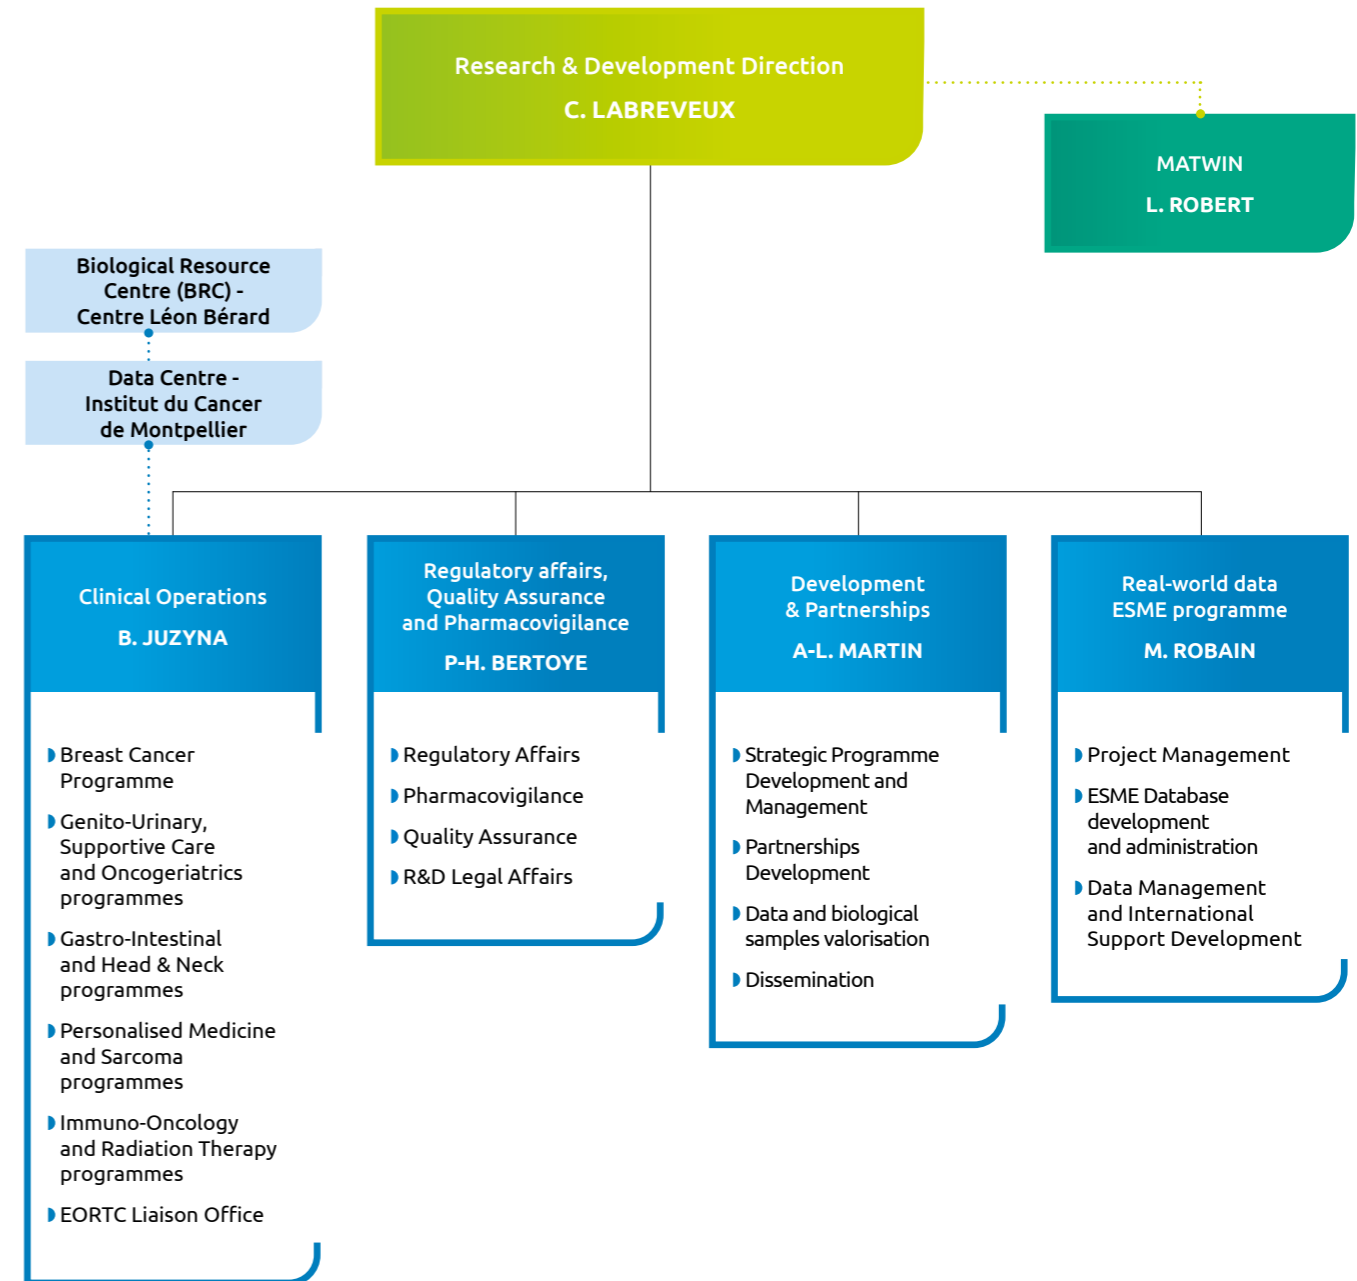 Research & Development Direction
C. LABREVEUX
MATWIN
L. ROBERT
Biological Resource
Centre (BRC) -
Centre Léon Bérard
Data Centre -
Institut du Cancer
de Montpellier
Clinical Operations
B. JUZYNA
Breast Cancer
Programme
Genito-Urinary,
Supportive Care
and Oncogeriatrics
programmes
Gastro-Intestinal
and Head & Neck
programmes
Personalised Medicine
and Sarcoma
programmes
Immuno-Oncology
and Radiation Therapy
programmes
EORTC Liaison Office
Regulatory affairs,
Quality Assurance
and Pharmacovigilance
P-H. BERTOYE
Regulatory Affairs
Pharmacovigilance
Quality Assurance
R&D Legal Affairs
Development
& Partnerships
A-L. MARTIN
Strategic Programme
Development and
Management
Partnerships
Development
Data and biological
samples valorisation
Dissemination
Real-world data
ESME programme
M. ROBAIN
Project Management
ESME Database
development
and administration
Data Management
and International
Support Development